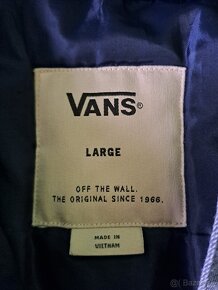 VANS®
LARGE
OFF THE WALL.
THE ORIGINAL SINCE 1966.
MADE IN
VIETNAM